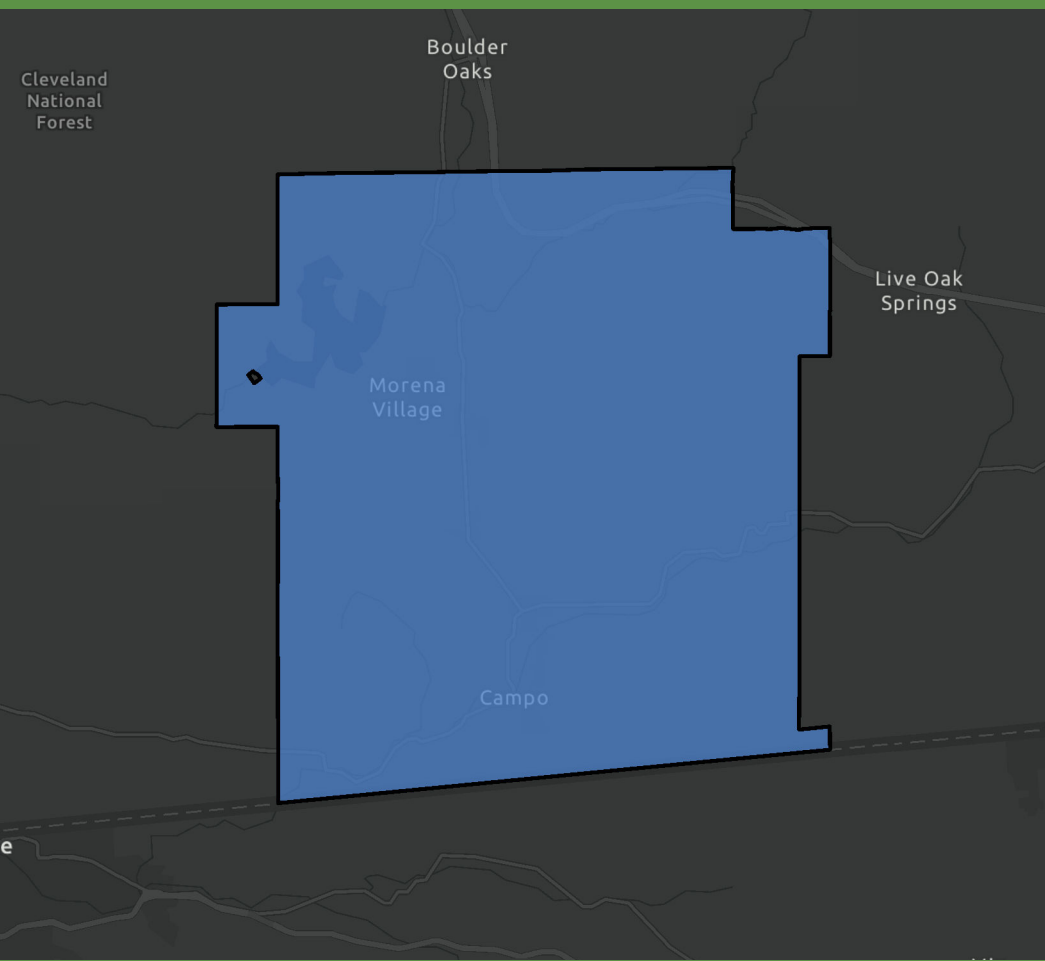 Boulder
Oaks
Cleveland
National
Forest
Live Oak
Springs
Morena
Village
Campo
e